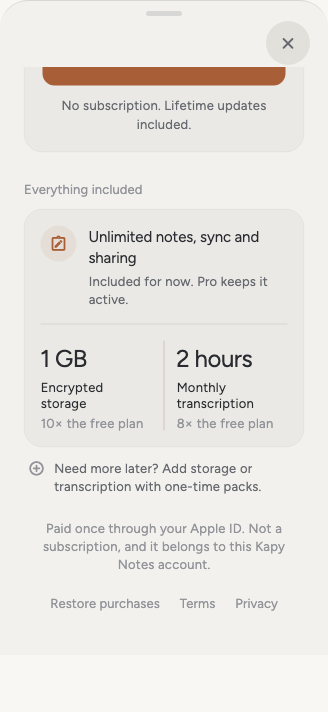 No subscription. Lifetime updates
included.
Everything included
Unlimited notes, sync and
sharing
Included for now. Pro keeps it
active.
1 GB
Encrypted
storage
10× the free plan
2 hours
Monthly
transcription
8× the free plan
Need more later? Add storage or
transcription with one-time packs.
Paid once through your Apple ID. Not a
subscription, and it belongs to this Kapy
Notes account.
Restore purchases Terms Privacy